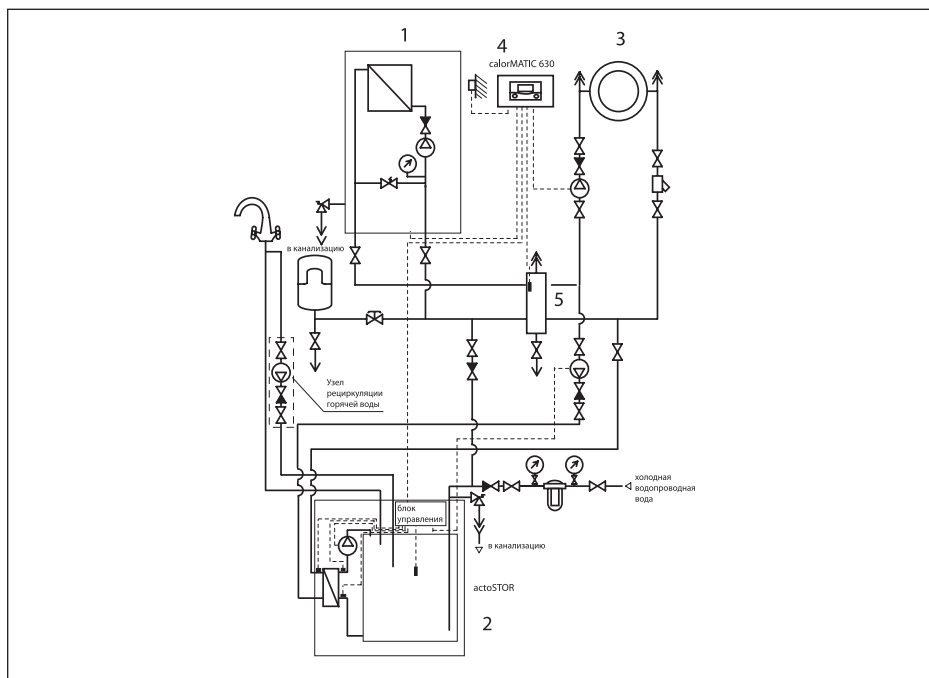 1
4
3
calorMATIC 630
в канализацию
5
Узел
рециркуляции
горячей воды
холодная
водопроводная
вода
блок
управления
в канализацию
actoSTOR
2